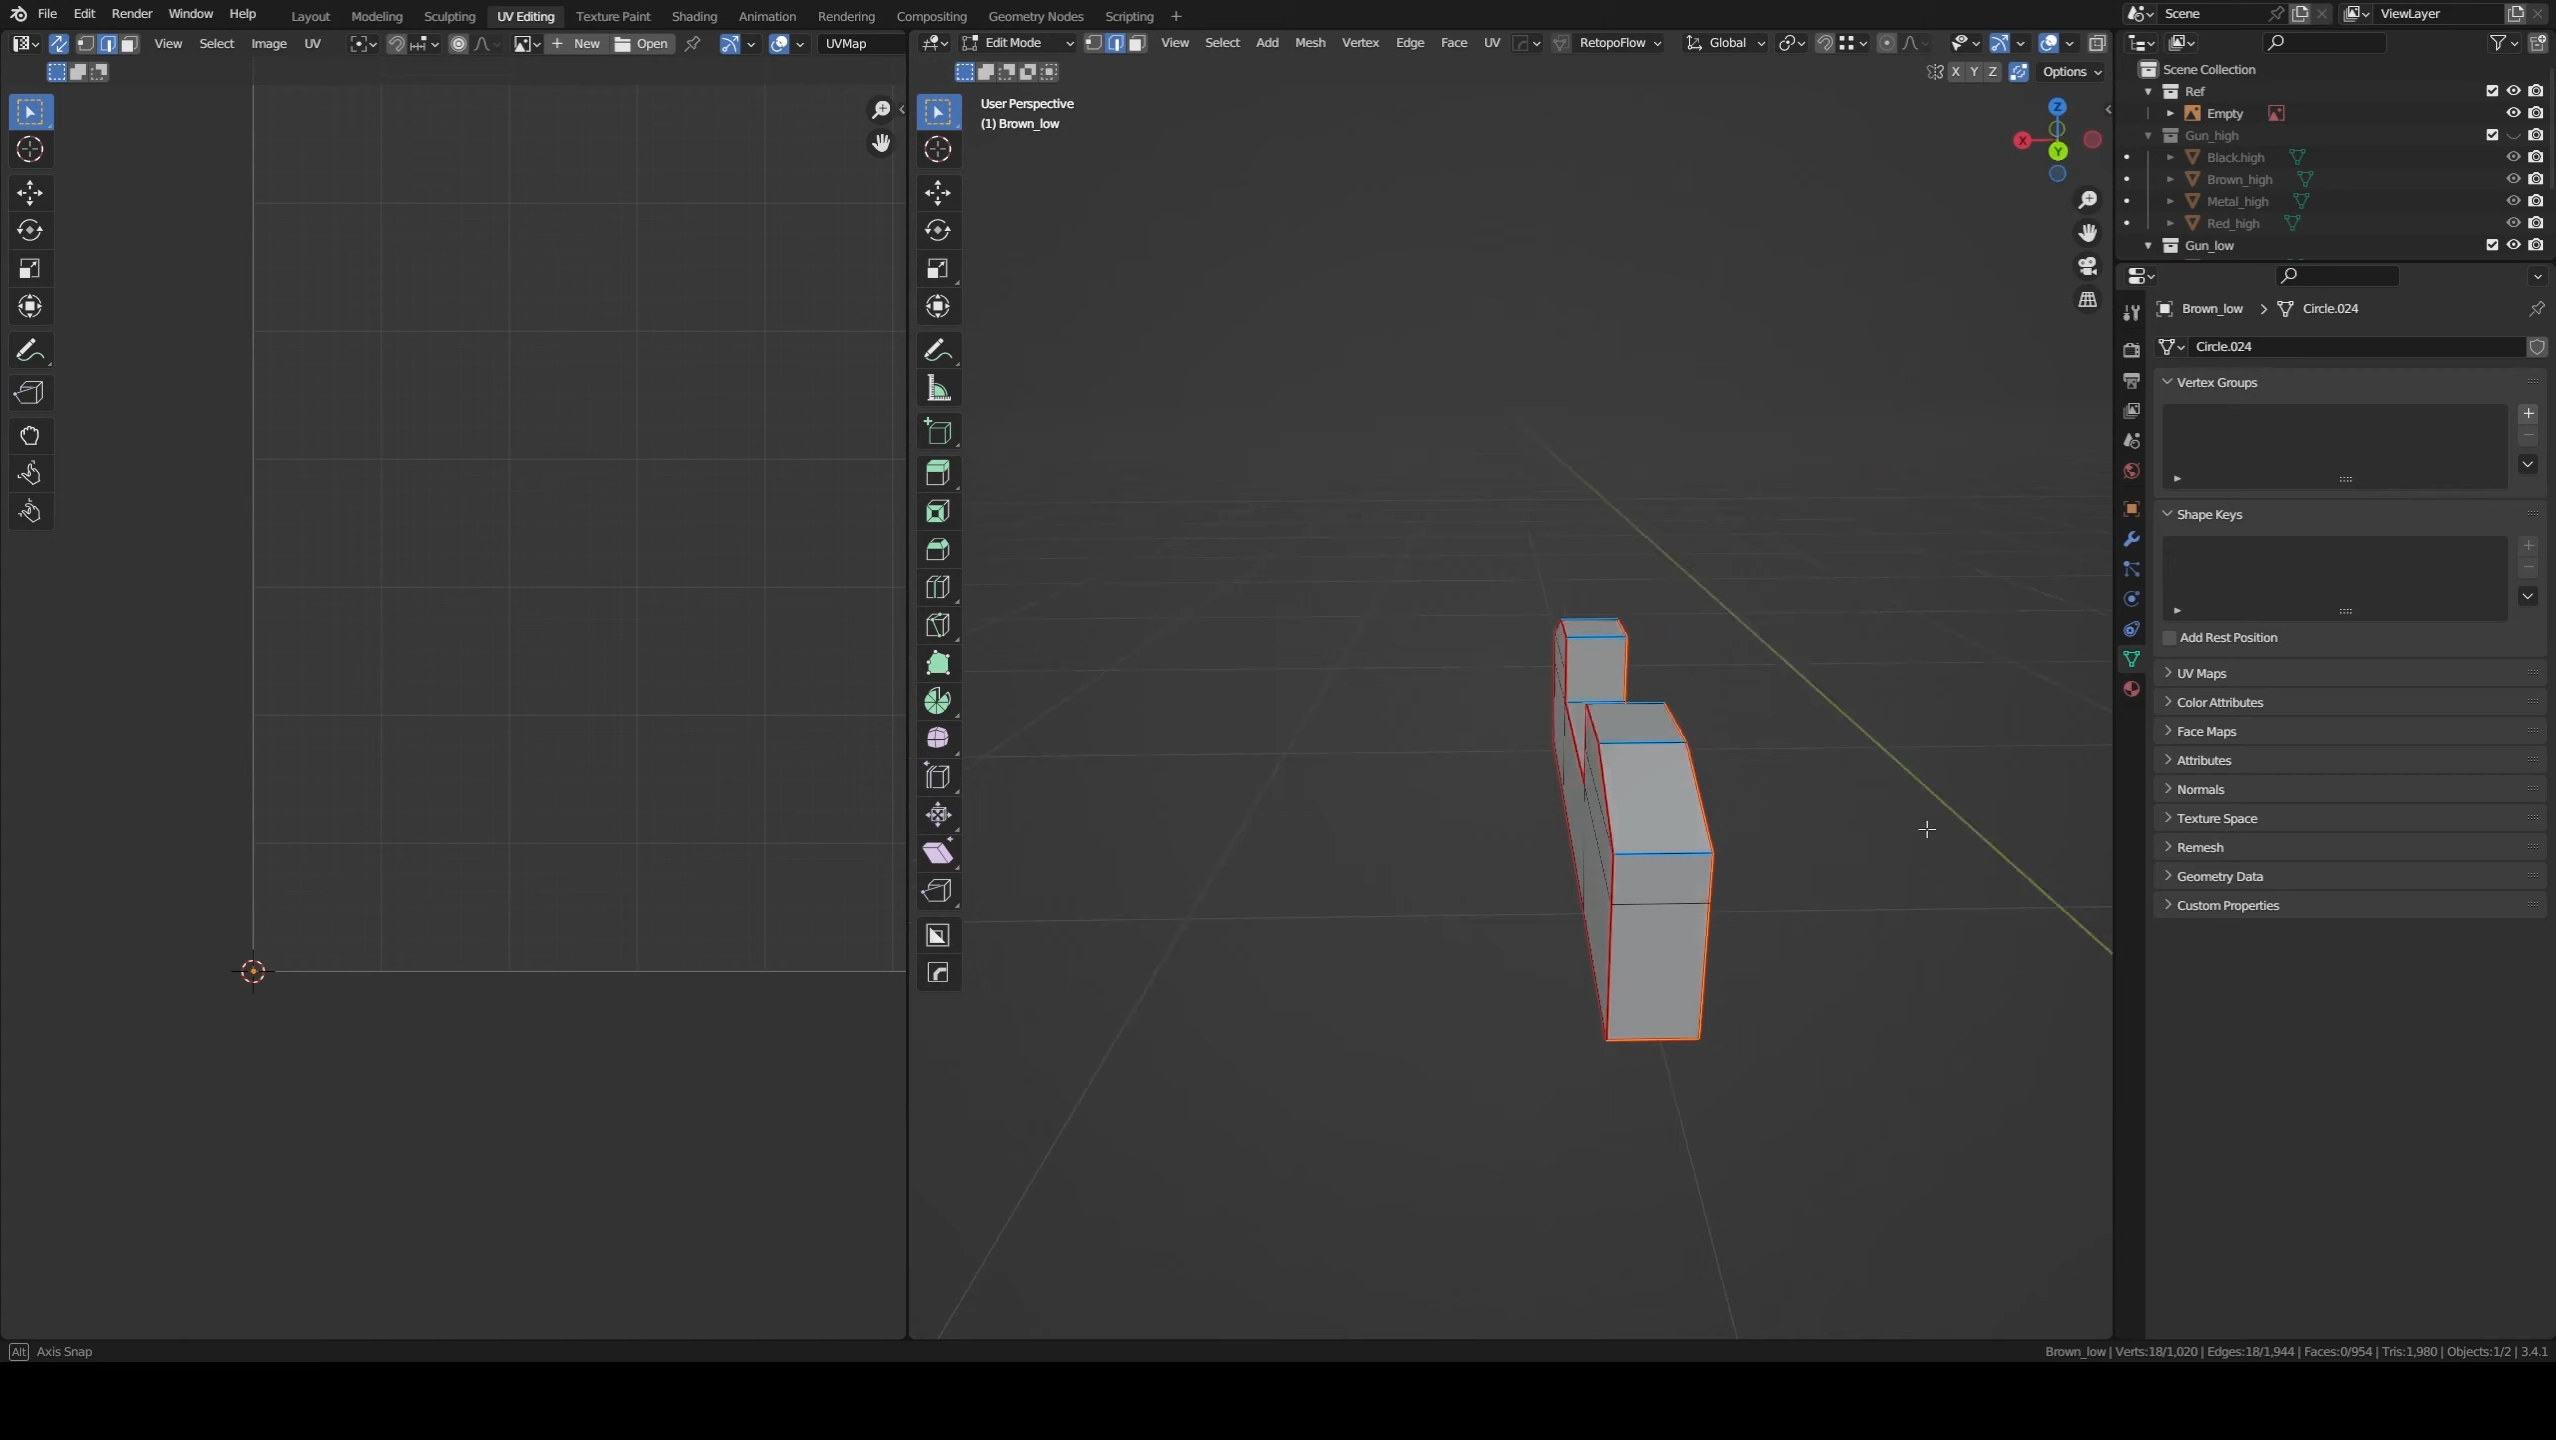 File Edit Render Window Help Layout Modeling Sculpting UV Editing Texture Paint Shading Animation Rendering Compositing Geometry Nodes Scripting + Scene ViewLayer
View Select Image UV New Open UVMap Edit Mode View Select Add Mesh Vertex Edge Face UV RetopoFlow Global
X Y Z Options
User Perspective
(1) Brown_low
Z
X
Y
Scene Collection
Ref
Empty
Gun_high
Black.high
Brown_high
Metal_high
Red_high
Gun_low
Brown_low > Circle.024
Circle.024
Vertex Groups
Shape Keys
Add Rest Position
UV Maps
Color Attributes
Face Maps
Attributes
Normals
Texture Space
Remesh
Geometry Data
Custom Properties
Alt Axis Snap
Brown_low | Verts:18/1,020 | Edges:18/1,944 | Faces:0/954 | Tris:1,980 | Objects:1/2 | 3.4.1